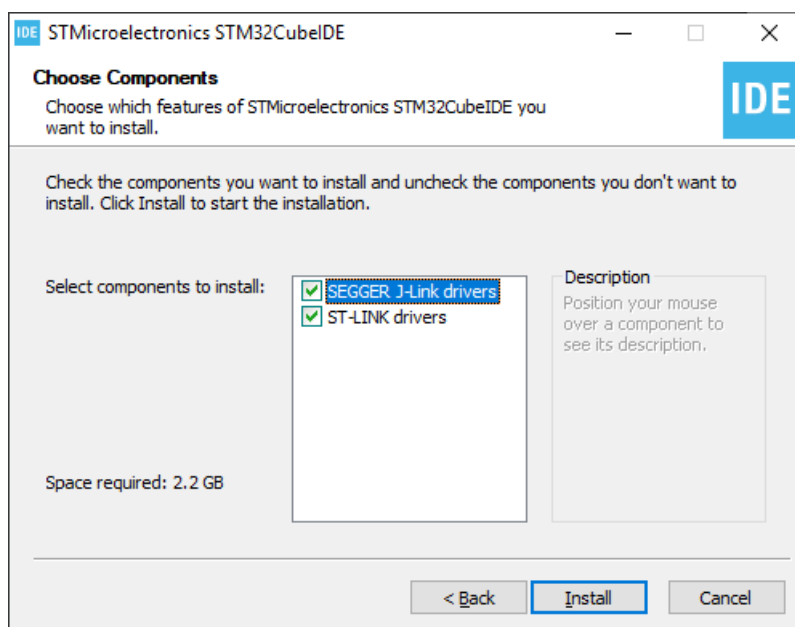 IDE STMicroelectronics STM32CubeIDE
Choose Components
Choose which features of STMicroelectronics STM32CubeIDE you
want to install.
IDE
Check the components you want to install and uncheck the components you don't want to
install. Click Install to start the installation.
Select components to install:
SEGGER J-Link drivers
ST-LINK drivers
Description
Position your mouse
over a component to
see its description.
Space required: 2.2 GB
< Back
Install
Cancel